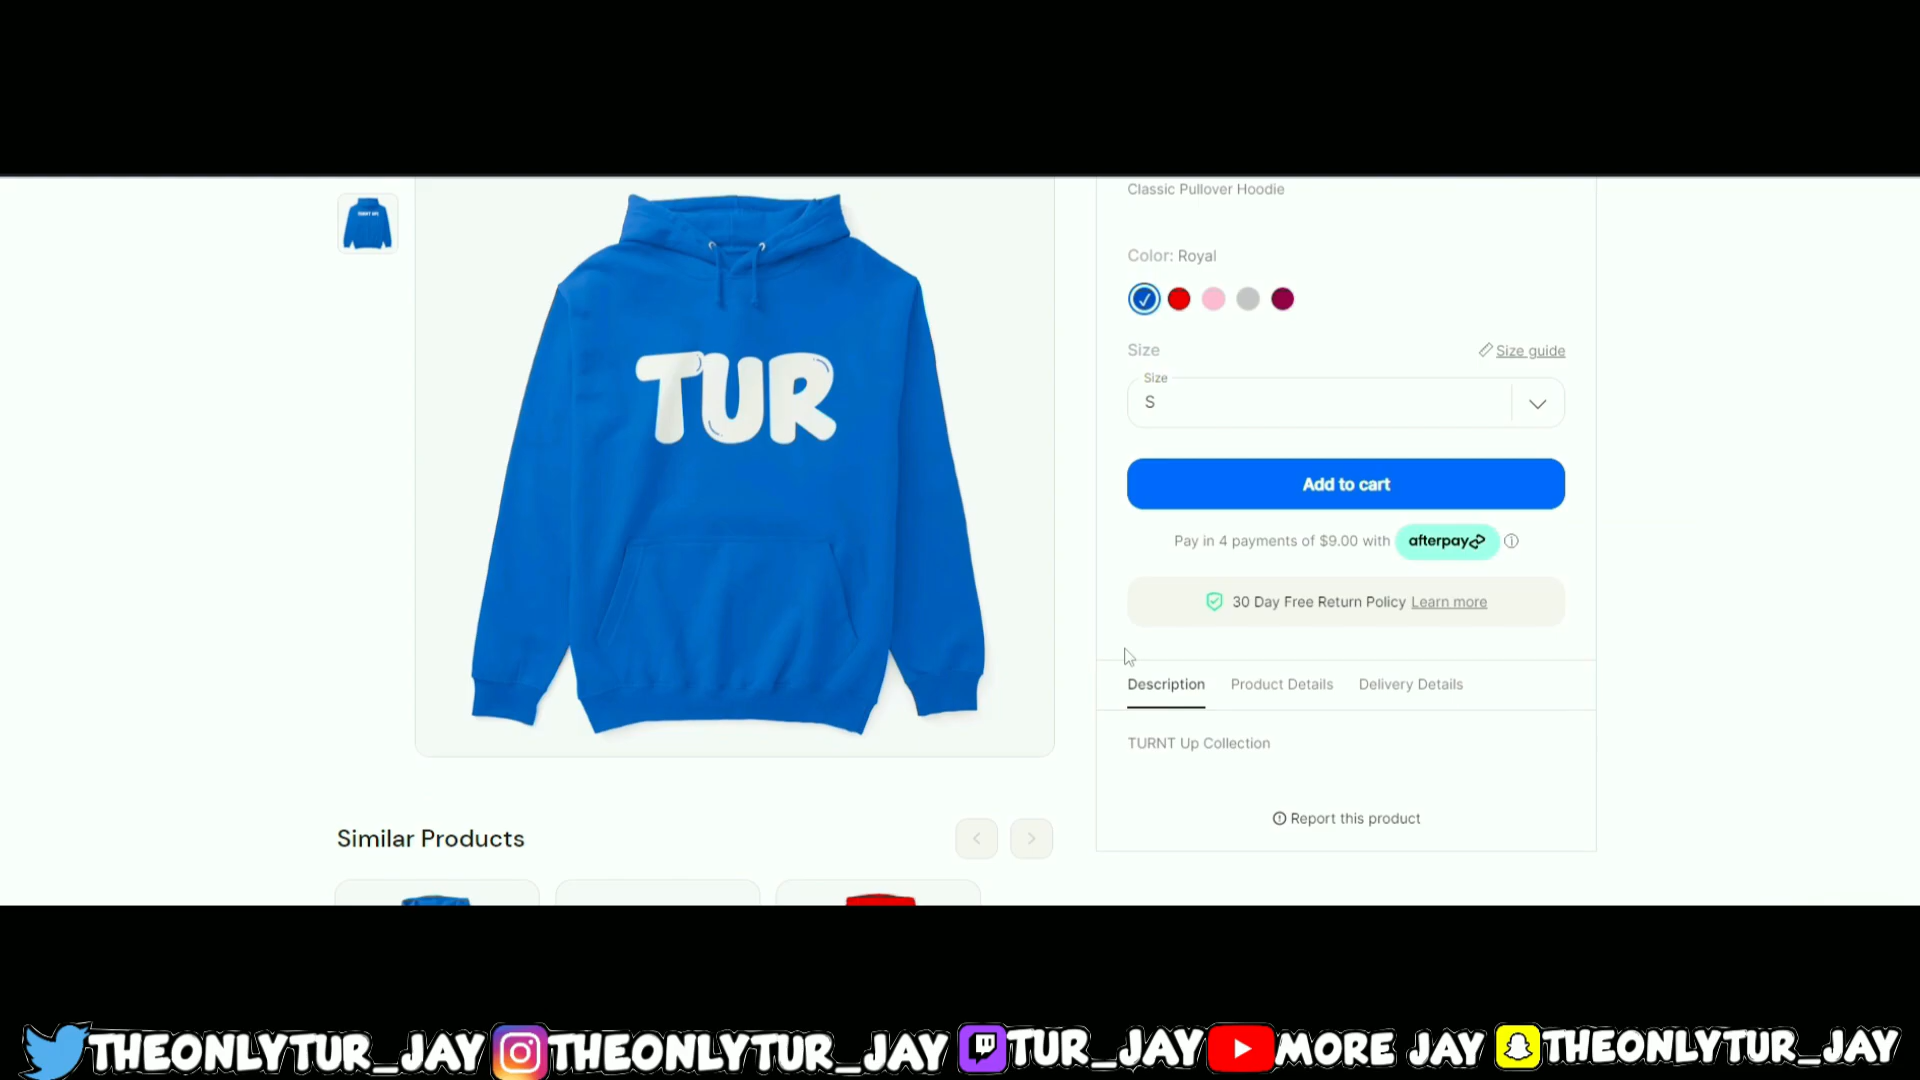 Classic Pullover Hoodie
Color: Royal
Size
Size guide
Size
S
TUR
Add to cart
Pay in 4 payments of $9.00 with afterpay
30 Day Free Return Policy Learn more
Description
Product Details
Delivery Details
TURNT Up Collection
Report this product
Similar Products
THEONLYTUR_JAY
THEONLYTUR_JAY
TUR_JAY
MORE JAY
THEONLYTUR_JAY